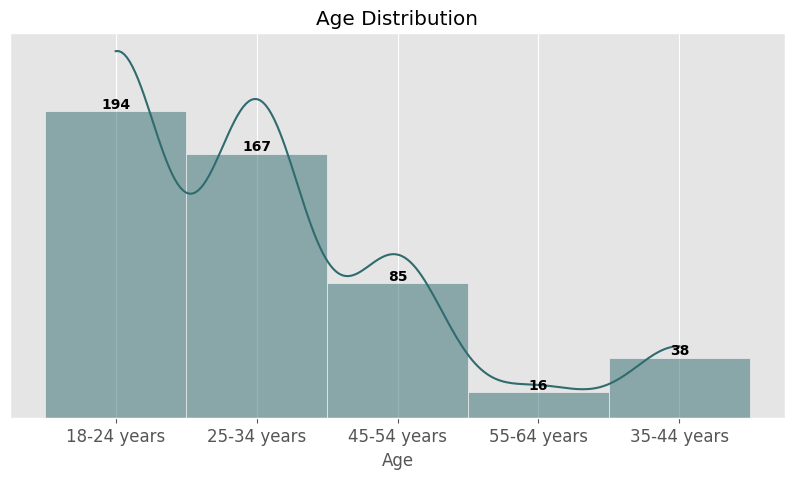 Age Distribution
194
167
85
16
38
18-24 years
25-34 years
45-54 years
55-64 years
35-44 years
Age